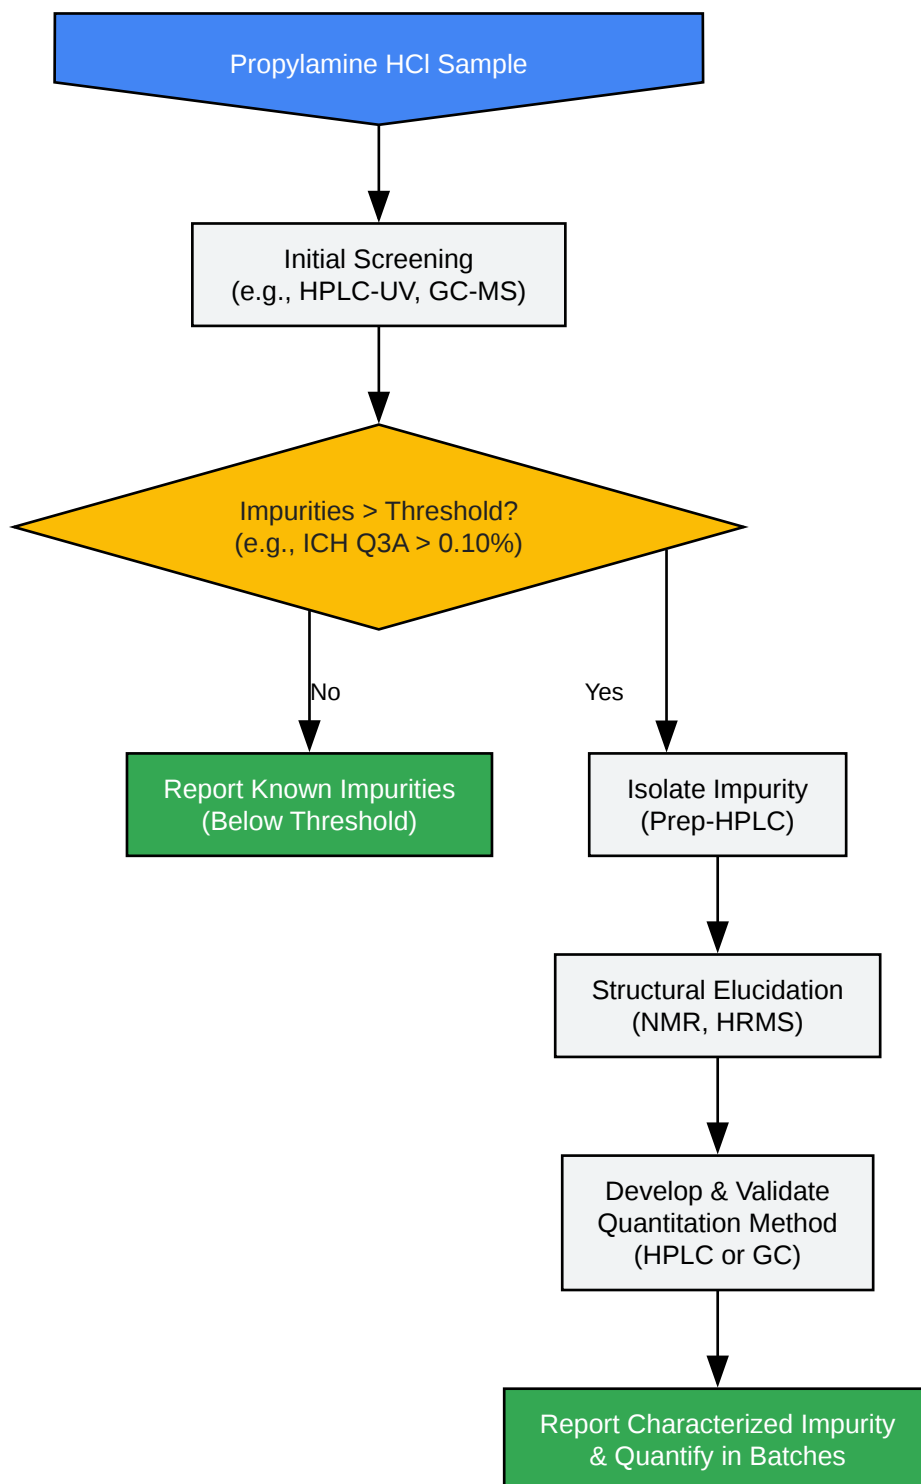 Propylamine HCl Sample
Initial Screening
(e.g., HPLC-UV, GC-MS)
Impurities > Threshold?
(e.g., ICH Q3A > 0.10%)
No
Yes
Report Known Impurities
(Below Threshold)
Isolate Impurity
(Prep-HPLC)
Structural Elucidation
(NMR, HRMS)
Develop & Validate
Quantitation Method
(HPLC or GC)
Report Characterized Impurity
& Quantify in Batches